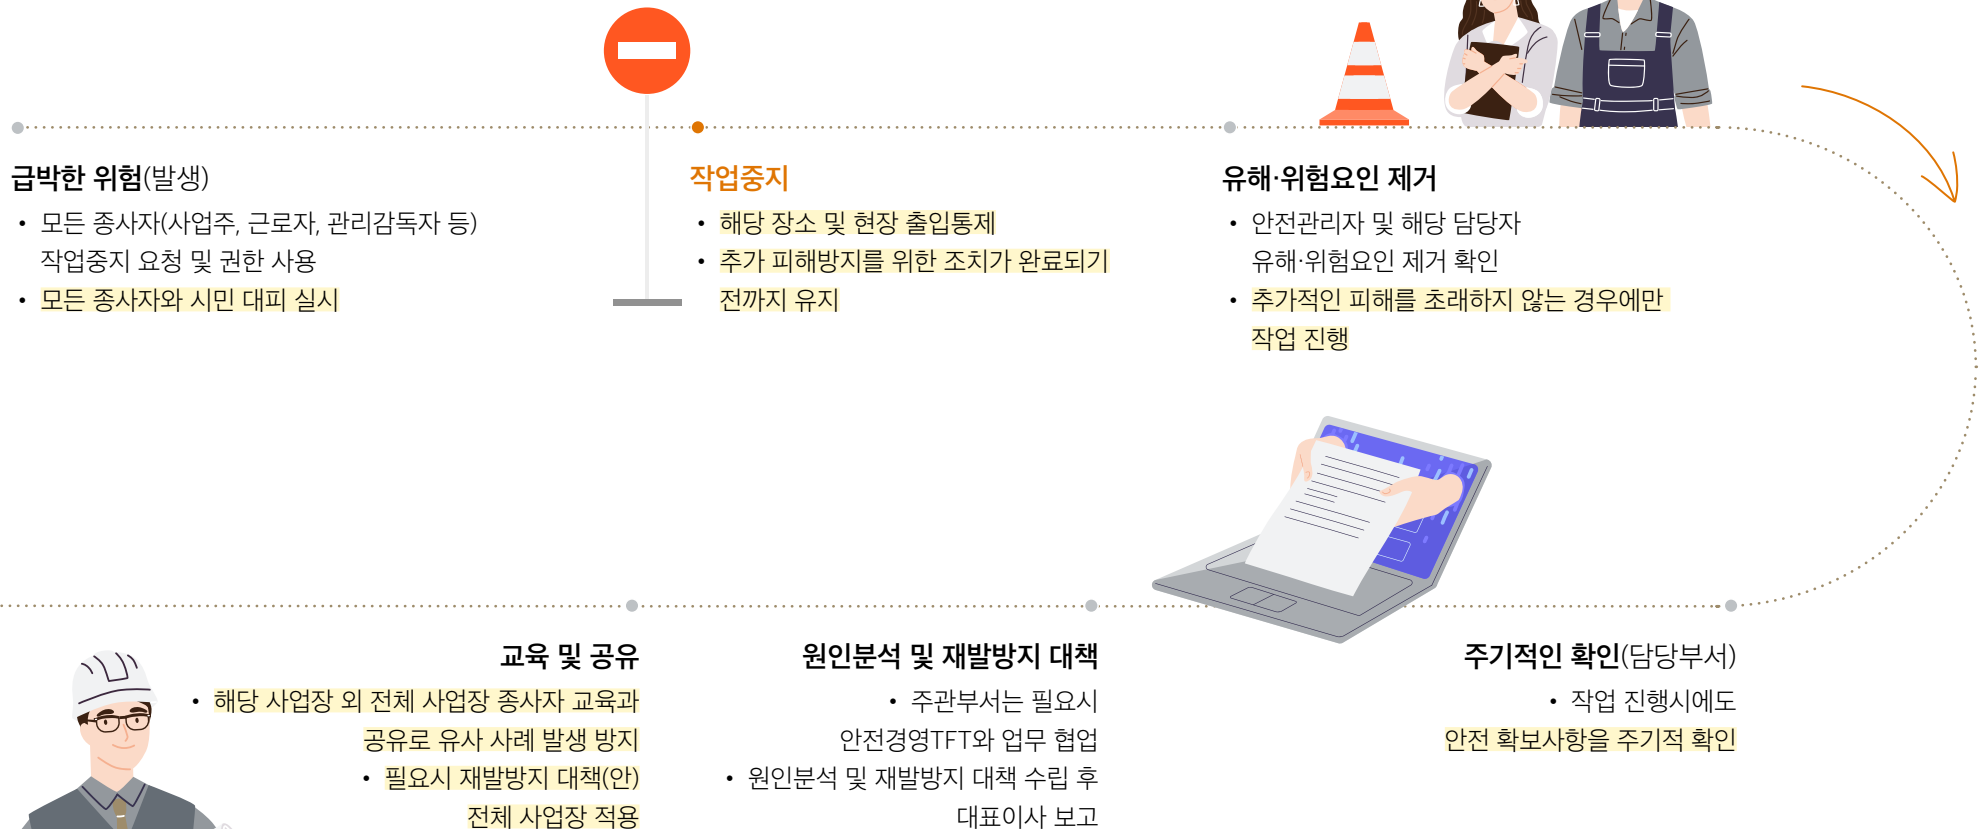 급박한 위험(발생)
• 모든 종사자(사업주, 근로자, 관리감독자 등)
작업중지 요청 및 권한 사용
• 모든 종사자와 시민 대피 실시
작업중지
• 해당 장소 및 현장 출입통제
• 추가 피해방지를 위한 조치가 완료되기
전까지 유지
유해·위험요인 제거
• 안전관리자 및 해당 담당자
유해·위험요인 제거 확인
• 추가적인 피해를 초래하지 않는 경우에만
작업 진행
주기적인 확인(담당부서)
• 작업 진행시에도
안전 확보사항을 주기적 확인
원인분석 및 재발방지 대책
• 주관부서는 필요시
안전경영TFT와 업무 협업
• 원인분석 및 재발방지 대책 수립 후
대표이사 보고
교육 및 공유
• 해당 사업장 외 전체 사업장 종사자 교육과
공유로 유사 사례 발생 방지
• 필요시 재발방지 대책(안)
전체 사업장 적용